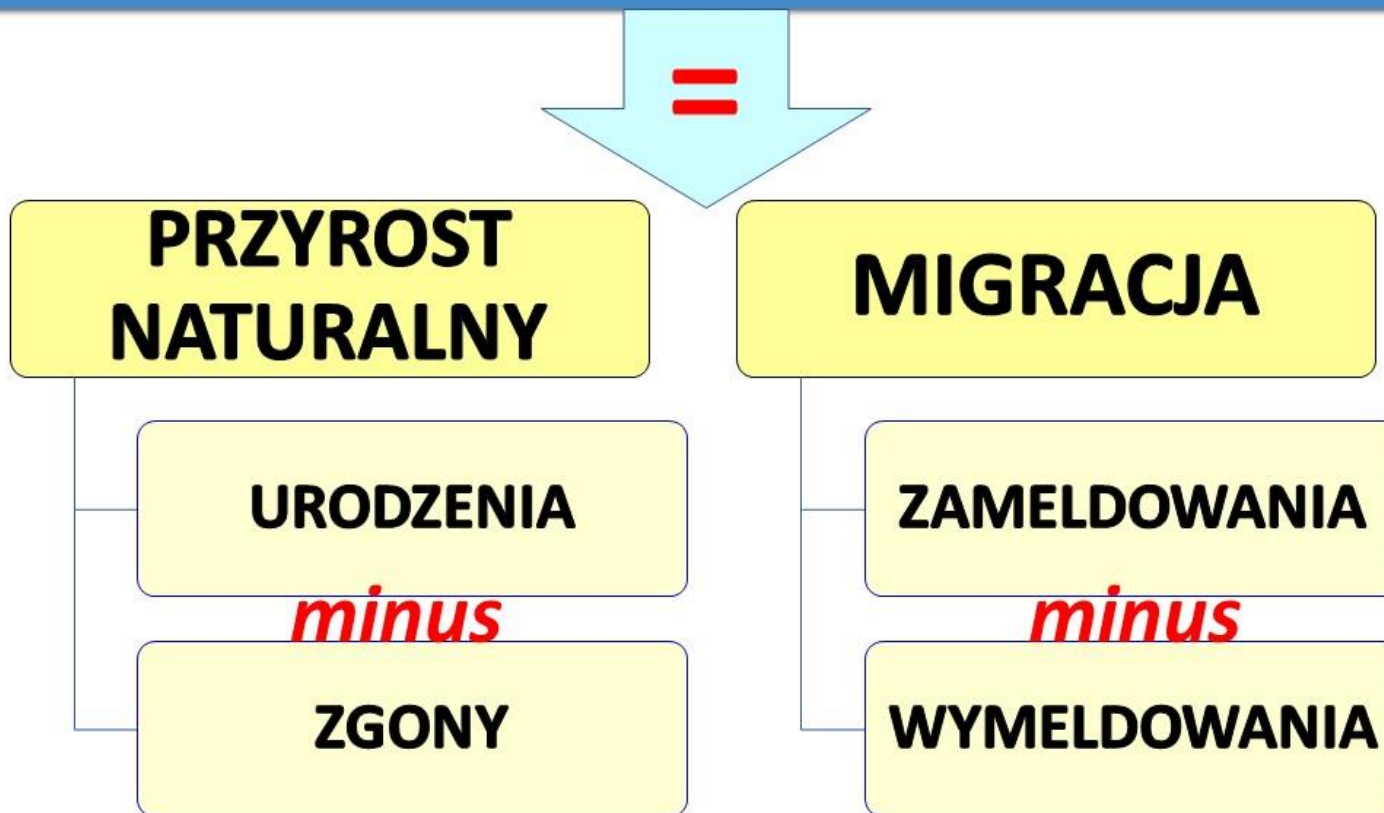 =
PRZYROST
NATURALNY
MIGRACJA
URODZENIA
minus
ZGONY
ZAMELDOWANIA
minus
WYMELDOWANIA